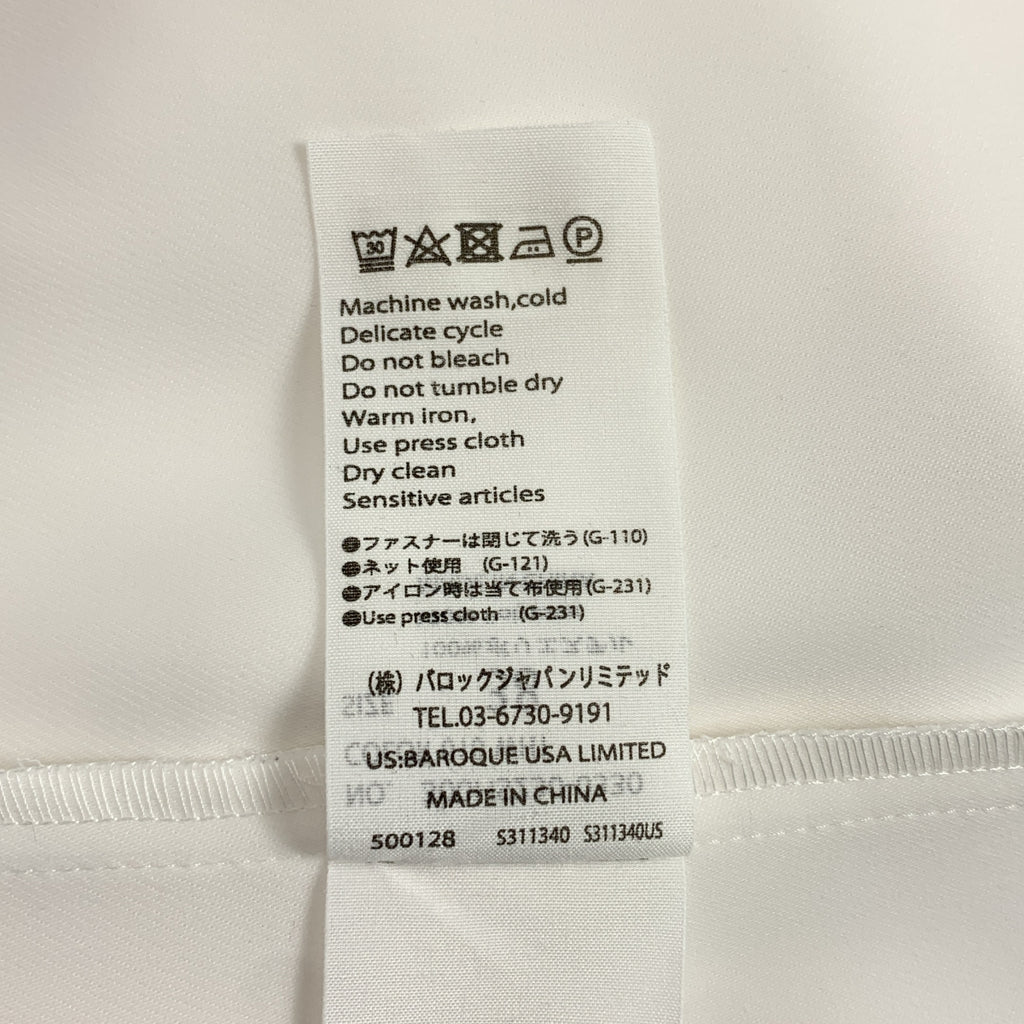 30 P
Machine wash,cold
Delicate cycle
Do not bleach
Do not tumble dry
Warm iron,
Use press cloth
Dry clean
Sensitive articles
●ファスナーは閉じて洗う(G-110)
●ネット使用 (G-121)
●アイロン時は当て布使用(G-231)
●Use press cloth (G-231)
(株) バロックジャパンリミテッド
TEL.03-6730-9191
US:BAROQUE USA LIMITED
MADE IN CHINA
500128 S311340 S311340US